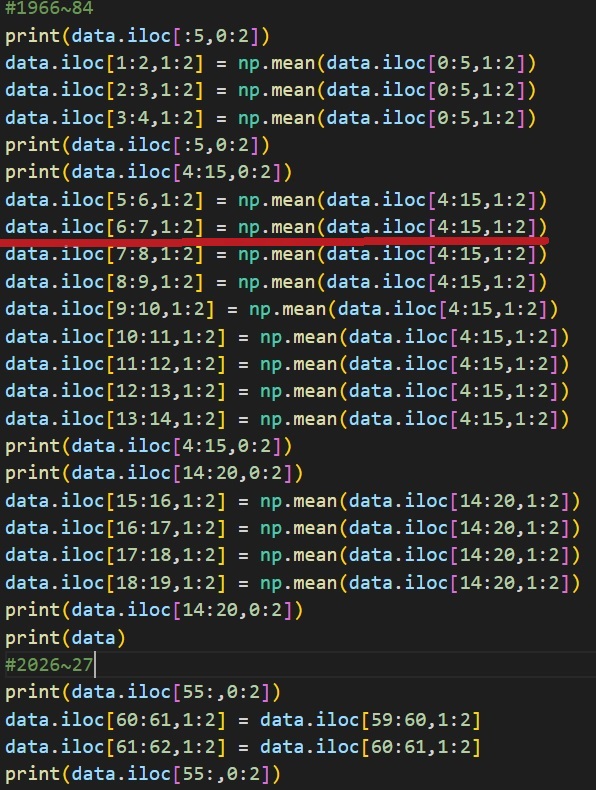 #1966~84
print(data.iloc[:5,0:2])
data.iloc[1:2,1:2] = np.mean(data.iloc[0:5,1:2])
data.iloc[2:3,1:2] = np.mean(data.iloc[0:5,1:2])
data.iloc[3:4,1:2] = np.mean(data.iloc[0:5,1:2])
print(data.iloc[:5,0:2])
print(data.iloc[4:15,0:2])
data.iloc[5:6,1:2] = np.mean(data.iloc[4:15,1:2])
data.iloc[6:7,1:2] = np.mean(data.iloc[4:15,1:2])
data.iloc[7:8,1:2] = np.mean(data.iloc[4:15,1:2])
data.iloc[8:9,1:2] = np.mean(data.iloc[4:15,1:2])
data.iloc[9:10,1:2] = np.mean(data.iloc[4:15,1:2])
data.iloc[10:11,1:2] = np.mean(data.iloc[4:15,1:2])
data.iloc[11:12,1:2] = np.mean(data.iloc[4:15,1:2])
data.iloc[12:13,1:2] = np.mean(data.iloc[4:15,1:2])
data.iloc[13:14,1:2] = np.mean(data.iloc[4:15,1:2])
print(data.iloc[4:15,0:2])
print(data.iloc[14:20,0:2])
data.iloc[15:16,1:2] = np.mean(data.iloc[14:20,1:2])
data.iloc[16:17,1:2] = np.mean(data.iloc[14:20,1:2])
data.iloc[17:18,1:2] = np.mean(data.iloc[14:20,1:2])
data.iloc[18:19,1:2] = np.mean(data.iloc[14:20,1:2])
print(data.iloc[14:20,0:2])
print(data)
#2026~27
print(data.iloc[55:,0:2])
data.iloc[60:61,1:2] = data.iloc[59:60,1:2]
data.iloc[61:62,1:2] = data.iloc[60:61,1:2]
print(data.iloc[55:,0:2])